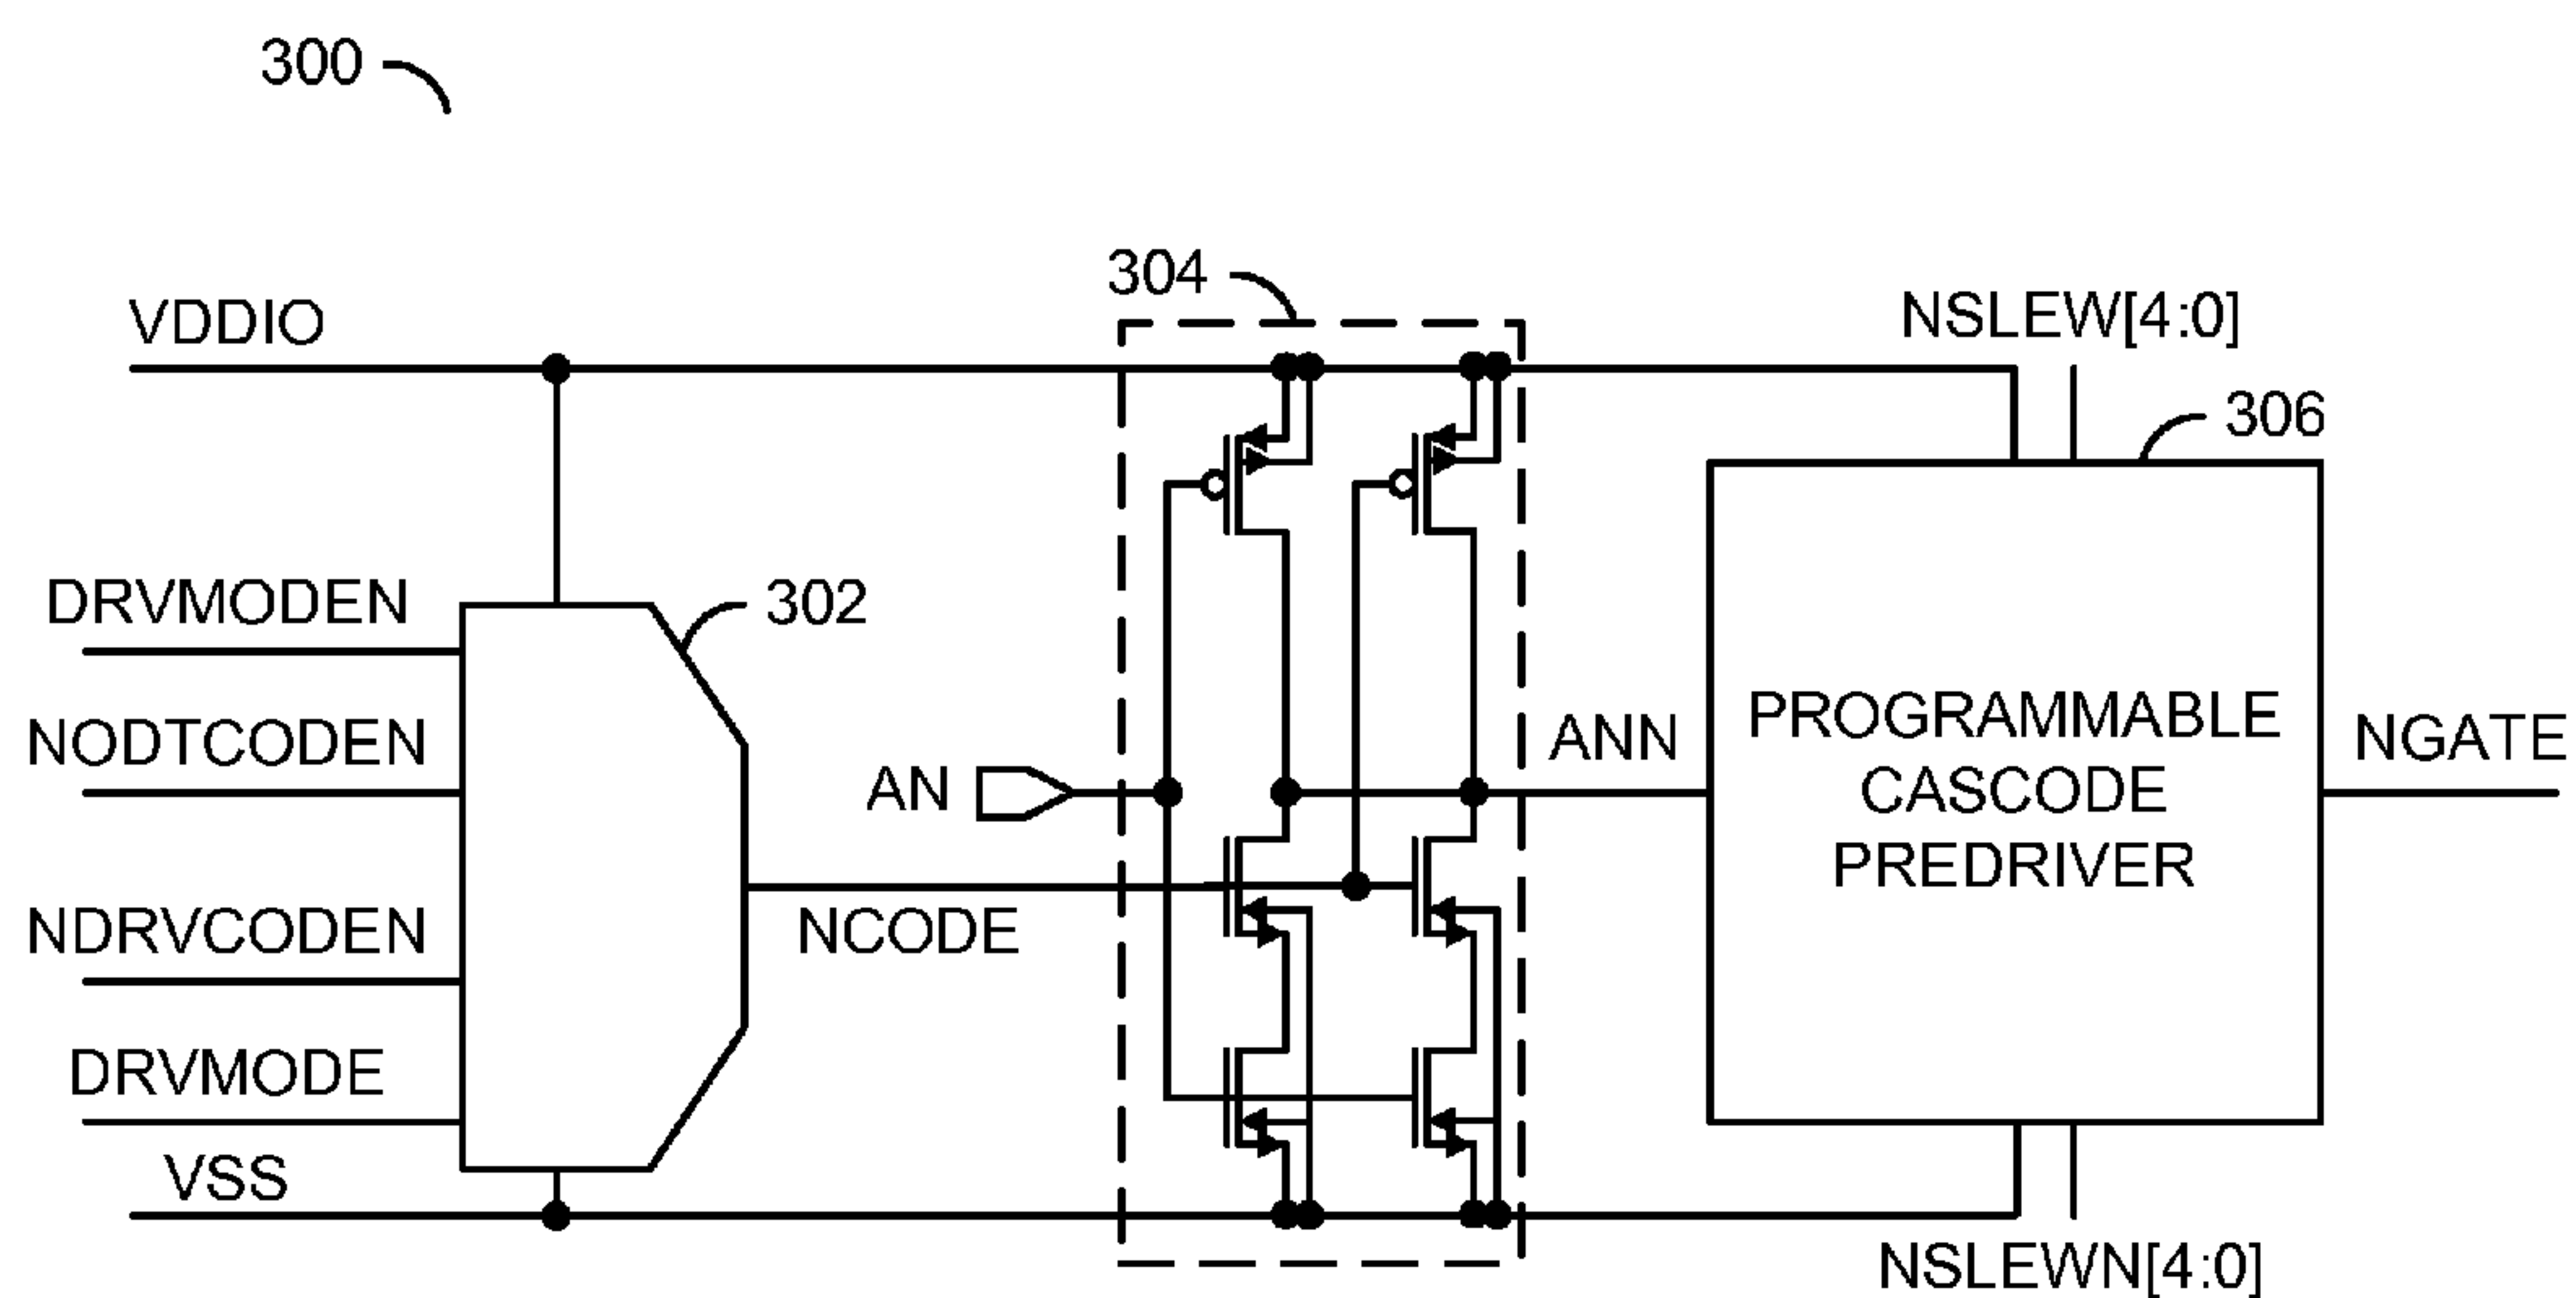 300
304
VDDIO
NSLEW[4:0]
306
DRVMODEN
302
NODTCODEN
AN
ANN
PROGRAMMABLE
CASCODE
PREDRIVER
NGATE
NDRVCODEN
NCODE
DRVMODE
VSS
NSLEWN[4:0]